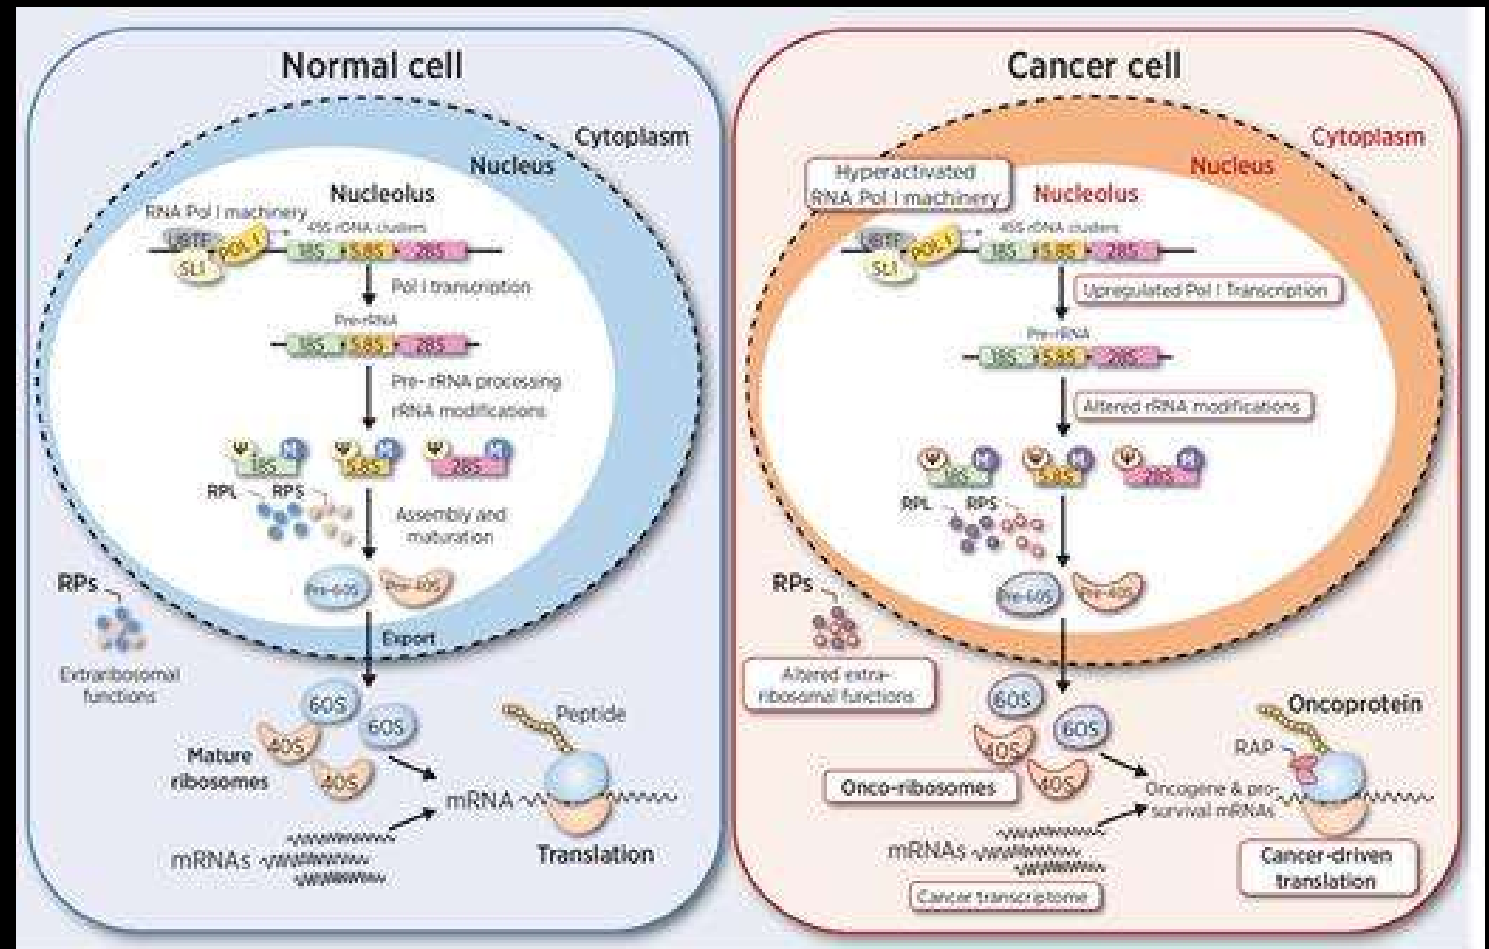 Normal cell
Cytoplasm
Nucleus
Nucleolus
RNA Pol I machinery
45S rDNA clusters
UBTF
POL I
SL1
18S
5.8S
28S
Pol I transcription
Pre-rRNA
18S
5.8S
28S
Pre- rRNA processing
rRNA modifications
Ψ
M
Ψ
M
Ψ
M
18S
5.8S
28S
RPL
RPS
Assembly and
maturation
Pre-60S
Pre-40S
RPs
Export
Extraribosomal
functions
60S
60S
40S
40S
Mature
ribosomes
Peptide
mRNA
mRNAs
Translation
Cancer cell
Cytoplasm
Nucleus
Hyperactivated
RNA Pol I machinery
Nucleolus
45S rDNA clusters
UBTF
POL I
SL1
18S
5.8S
28S
Upregulated Pol I Transcription
Pre-rRNA
18S
5.8S
28S
Altered rRNA modifications
Ψ
M
Ψ
M
Ψ
M
18S
5.8S
28S
RPL
RPS
Pre-60S
Pre-40S
RPs
Altered extra-
ribosomal functions
60S
60S
40S
40S
Onco-ribosomes
Oncoprotein
RAP
Oncogene & pro-
survival mRNAs
mRNAs
Cancer transcriptome
Cancer-driven
translation